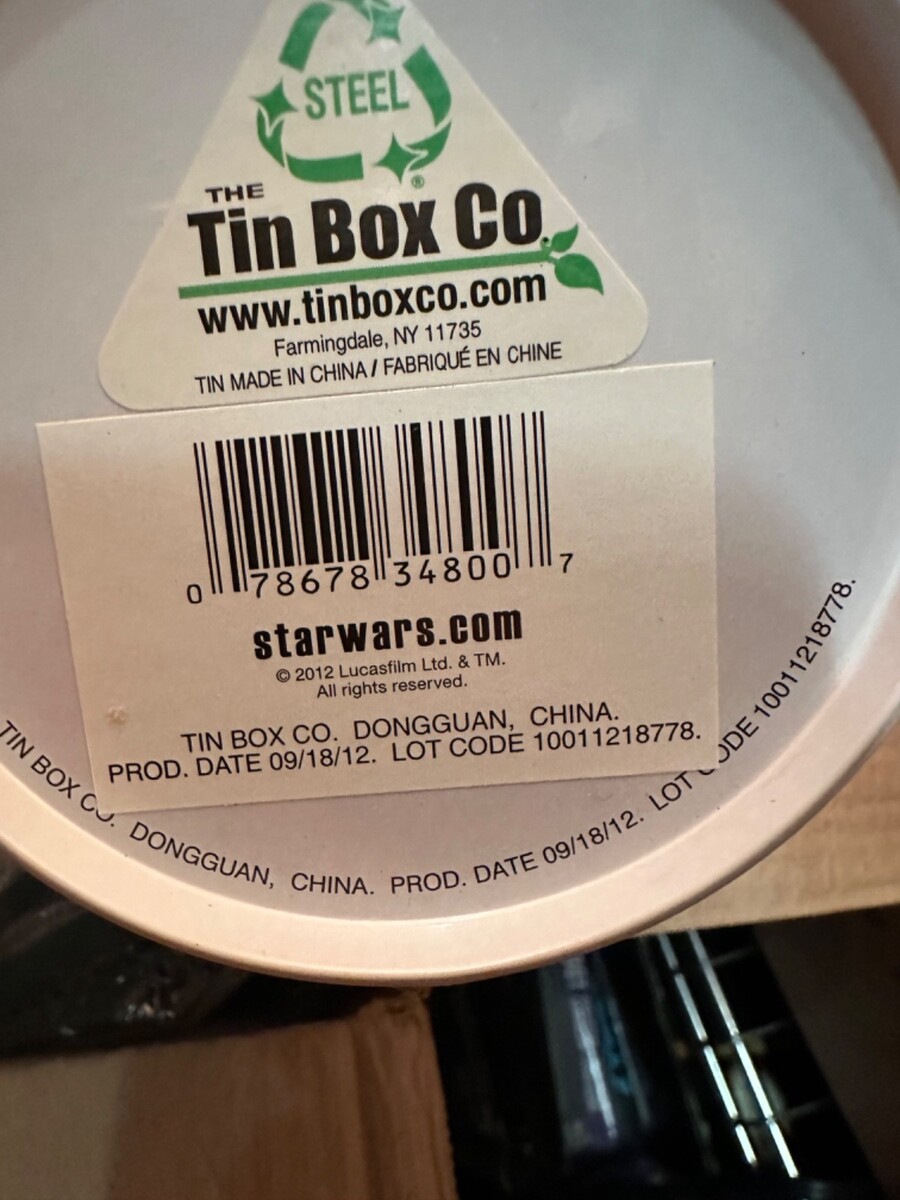 STEEL
®
THE
Tin Box Co
www.tinboxco.com
Farmingdale, NY 11735
TIN MADE IN CHINA / FABRIQUÉ EN CHINE
0 78678 34800 7
starwars.com
© 2012 Lucasfilm Ltd. & TM.
All rights reserved.
TIN BOX CO. DONGGUAN, CHINA.
PROD. DATE 09/18/12. LOT CODE 10011218778.
TIN BOX CO. DONGGUAN, CHINA. PROD. DATE 09/18/12. LOT CODE 10011218778.